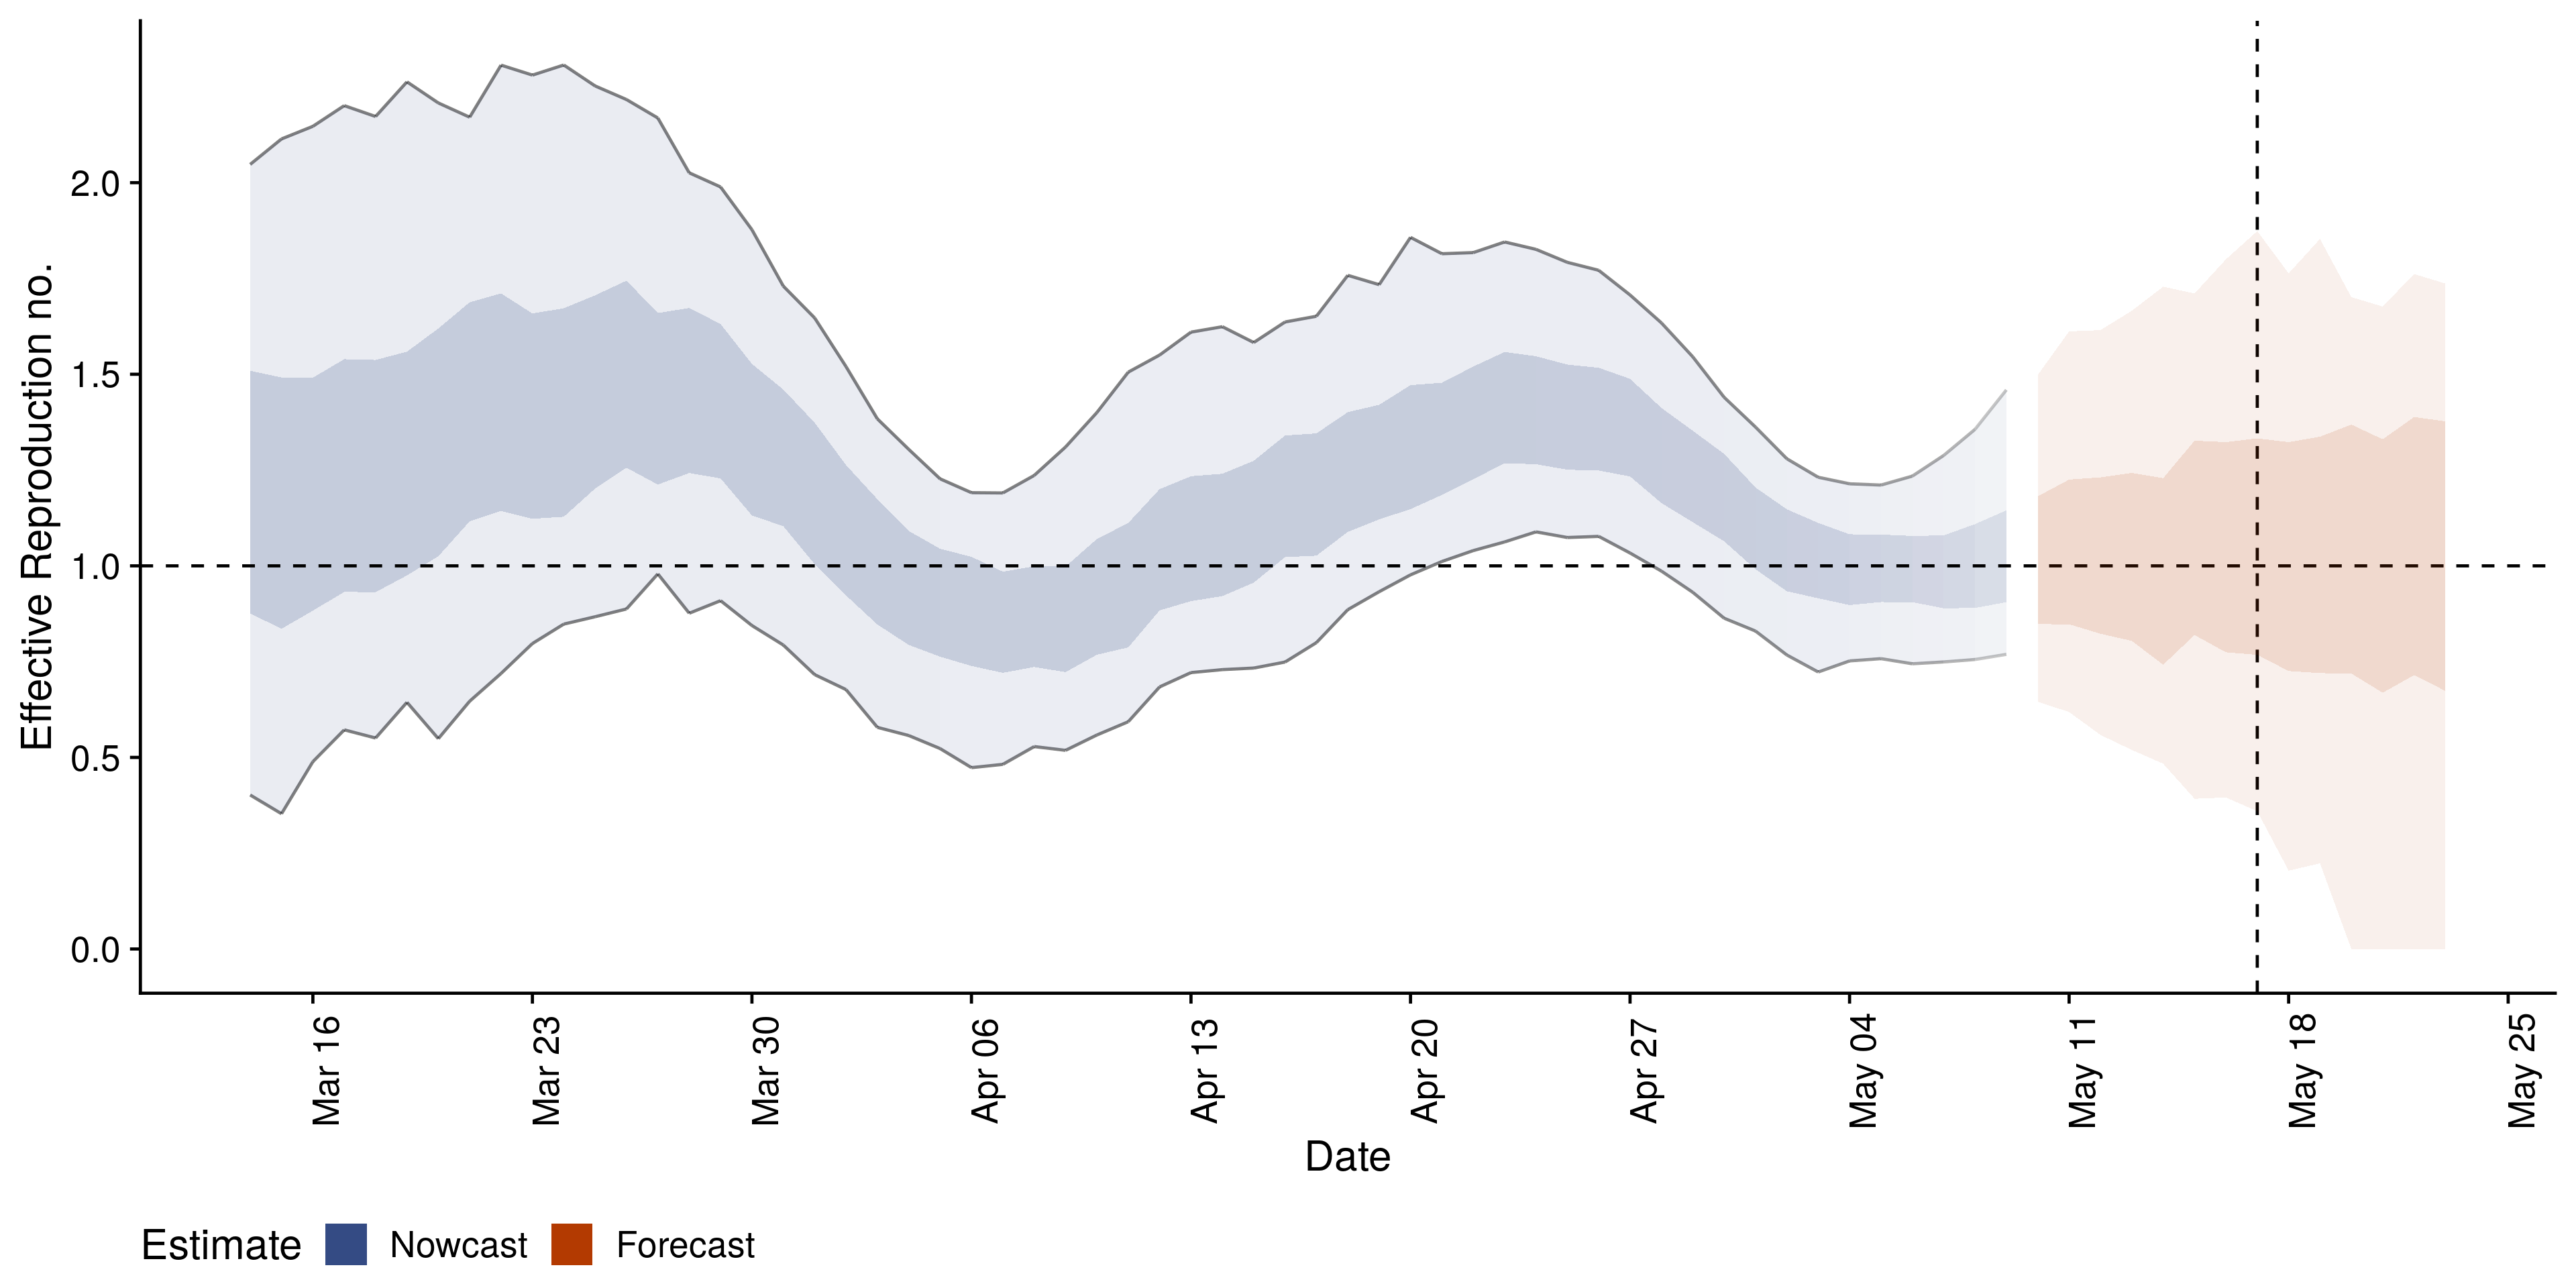 Effective Reproduction no.
2.0
1.5
1.0
0.5
0.0
Mar 16
Mar 23
Mar 30
Apr 06
Apr 13
Apr 20
Apr 27
May 04
May 11
May 18
May 25
Date
Estimate Nowcast Forecast